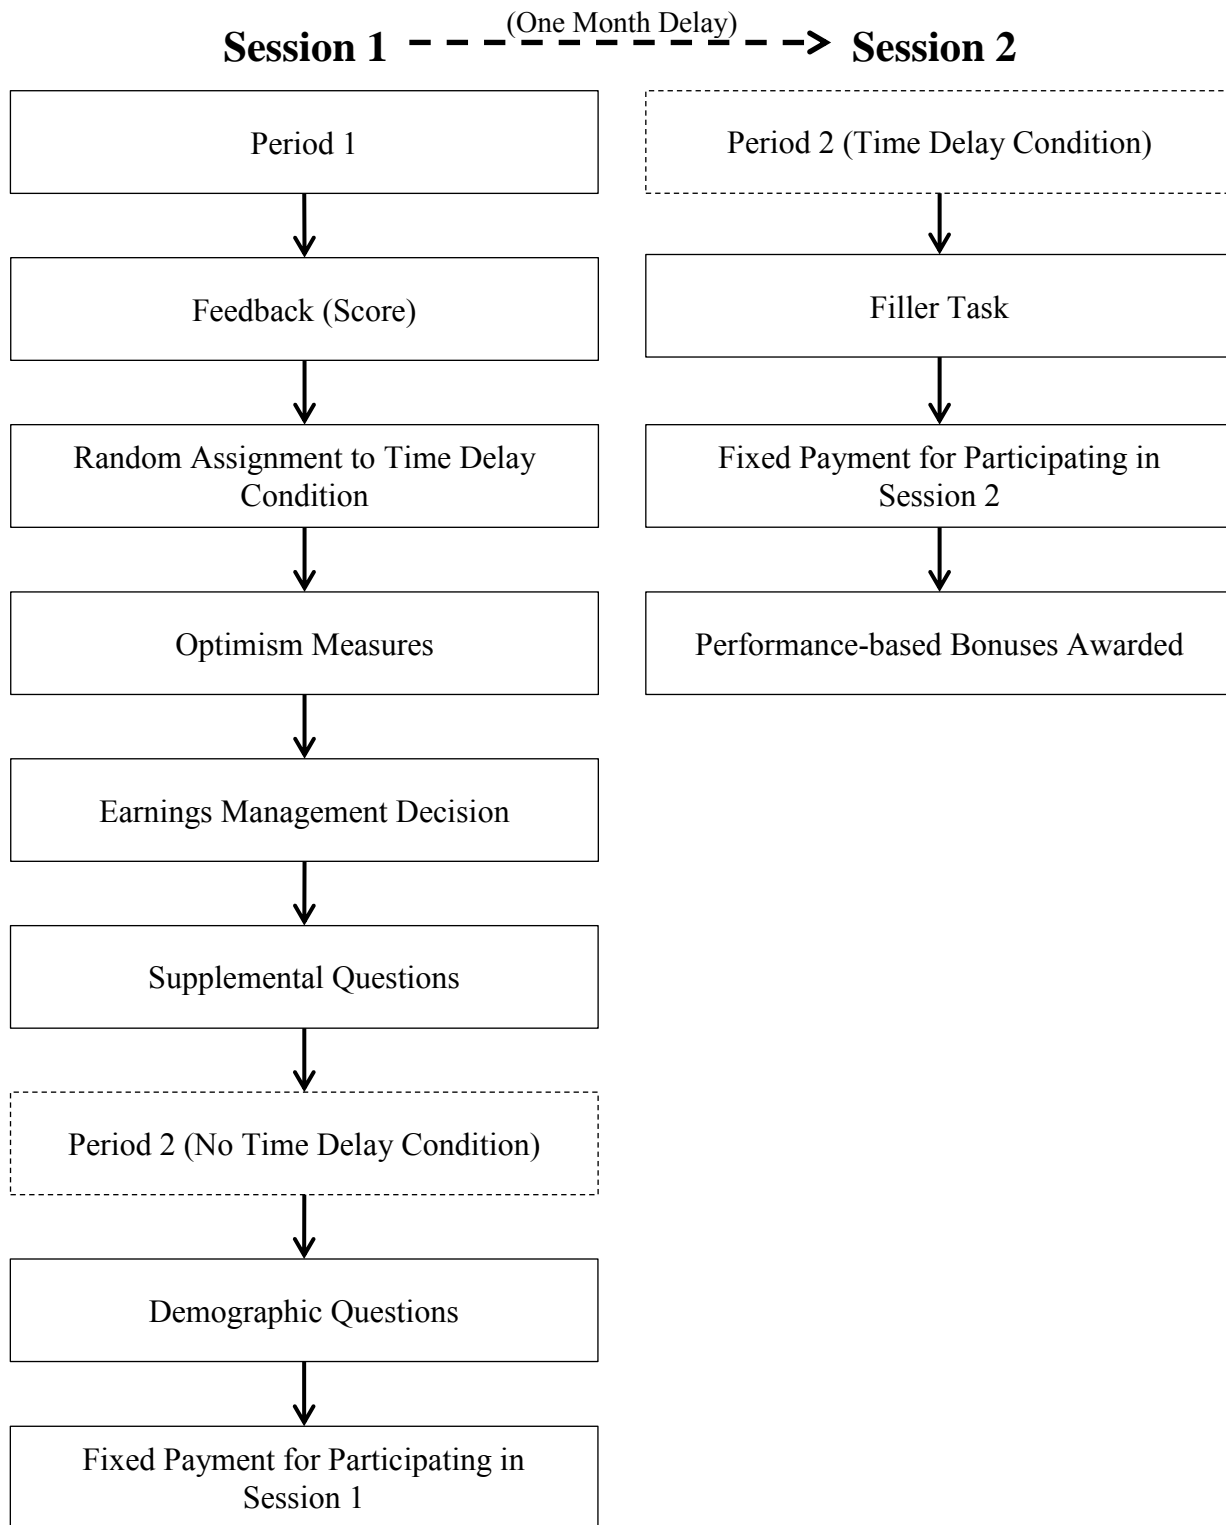 Session 1
(One Month Delay)
Session 2
Period 1
Feedback (Score)
Random Assignment to Time Delay
Condition
Optimism Measures
Earnings Management Decision
Supplemental Questions
Period 2 (No Time Delay Condition)
Demographic Questions
Fixed Payment for Participating in
Session 1
Period 2 (Time Delay Condition)
Filler Task
Fixed Payment for Participating in
Session 2
Performance-based Bonuses Awarded